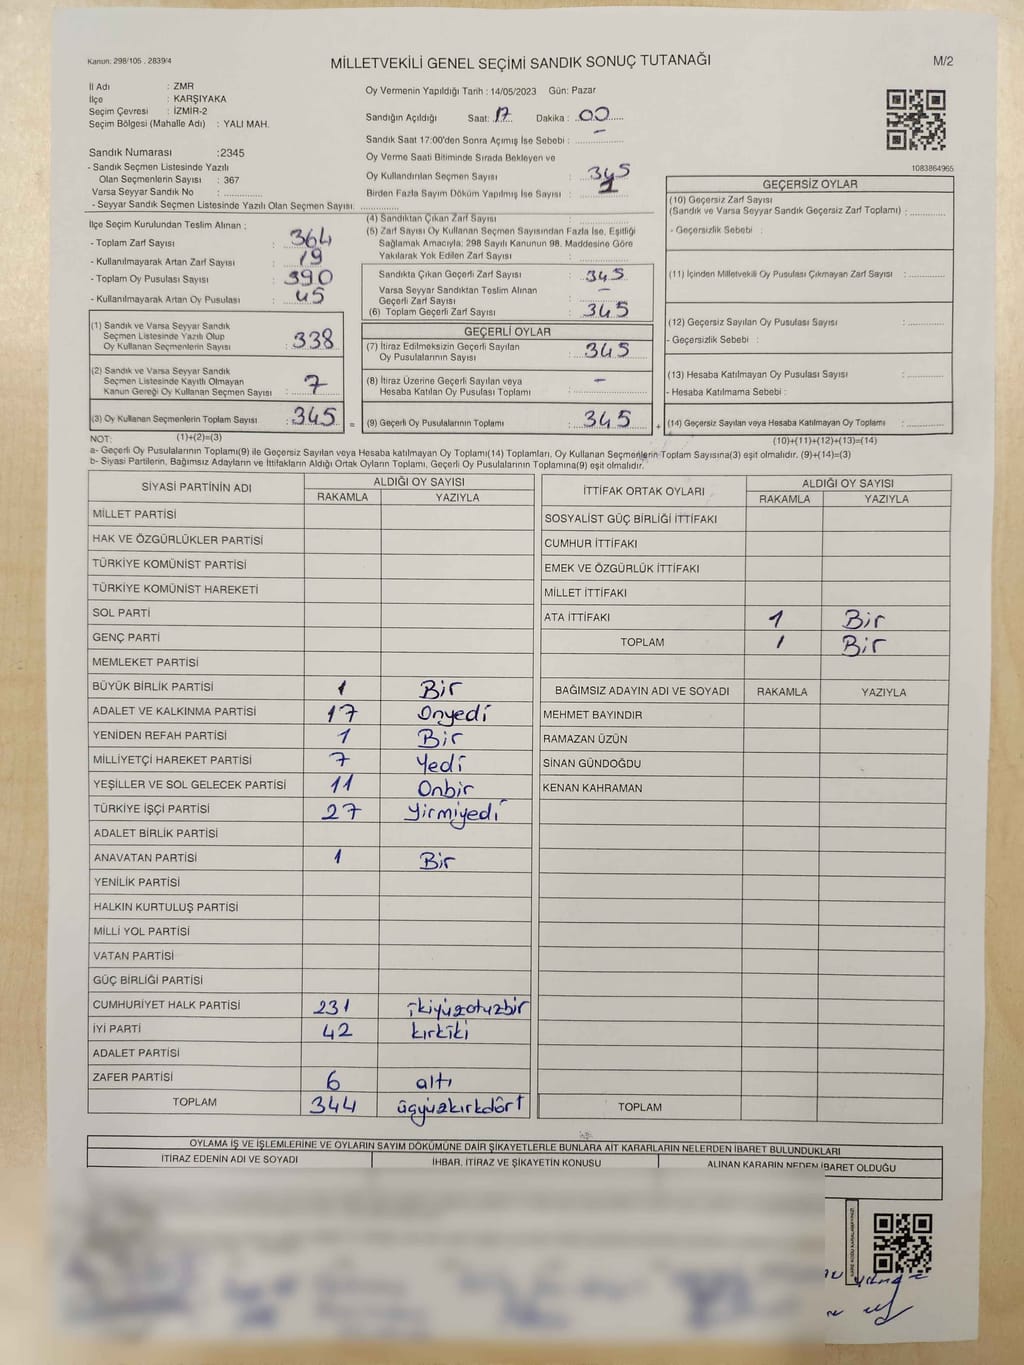 Kanun: 298/105 , 2839/4
MİLLETVEKİLİ GENEL SEÇİMİ SANDIK SONUÇ TUTANAĞI
M/2
İl Adı : ZMR
İlçe : KARŞIYAKA
Seçim Çevresi : İZMİR-2
Seçim Bölgesi (Mahalle Adı) : YALI MAH.
Sandık Numarası :2345
- Sandık Seçmen Listesinde Yazılı
Olan Seçmenlerin Sayısı : 367
Varsa Seyyar Sandık No : ..............
- Seyyar Sandık Seçmen Listesinde Yazılı Olan Seçmen Sayısı: ..............
Oy Vermenin Yapıldığı Tarih : 14/05/2023 Gün: Pazar
Sandığın Açıldığı Saat: 17 Dakika : 00
Sandık Saat 17:00'den Sonra Açımış İse Sebebi : –
Oy Verme Saati Bitiminde Sırada Bekleyen ve
Oy Kullandırılan Seçmen Sayısı : 345
Birden Fazla Sayım Döküm Yapılmış İse Sayısı :
1083864965
İlçe Seçim Kurulundan Teslim Alınan :
- Toplam Zarf Sayısı : 364
- Kullanılmayarak Artan Zarf Sayısı : 19
- Toplam Oy Pusulası : 390
- Kullanılmayarak Artan Oy Pusulası : 45
(1) Sandık ve Varsa Seyyar Sandık
Seçmen Listesinde Yazılı Olup
Oy Kullanan Seçmenlerin Sayısı : 338
(2) Sandık ve Varsa Seyyar Sandık
Seçmen Listesinde Kayıtlı Olmayan
Kanun Gereği Oy Kullanan Seçmen Sayısı : 7
(3) Oy Kullanan Seçmenlerin Toplam Sayısı : 345 =
(4) Sandıktan Çıkan Zarf Sayısı : ..............
(5) Zarf Sayısı Oy Kullanan Seçmen Sayısından Fazla İse, Eşitliği
Sağlamak Amacıyla; 298 Sayılı Kanunun 98. Maddesine Göre
Yakılarak Yok Edilen Zarf Sayısı : ..............
Sandıkta Çıkan Geçerli Zarf Sayısı : 345
Varsa Seyyar Sandıktan Teslim Alınan
Geçerli Zarf Sayısı : –
(6) Toplam Geçerli Zarf Sayısı : 345
GEÇERLİ OYLAR
(7) İtiraz Edilmeksizin Geçerli Sayılan
Oy Pusulalarının Sayısı : 345
(8) İtiraz Üzerine Geçerli Sayılan veya
Hesaba Katılan Oy Pusulası Toplamı : –
(9) Geçerli Oy Pusulalarının Toplamı : 345 +
GEÇERSİZ OYLAR
(10) Geçersiz Zarf Sayısı
(Sandık ve Varsa Seyyar Sandık Geçersiz Zarf Toplamı) : ..............
- Geçersizlik Sebebi :
(11) İçinden Milletvekili Oy Pusulası Çıkmayan Zarf Sayısı : ..............
(12) Geçersiz Sayılan Oy Pusulası Sayısı : ..............
- Geçersizlik Sebebi :
(13) Hesaba Katılmayan Oy Pusulası Sayısı : ..............
- Hesaba Katılmama Sebebi :
(14) Geçersiz Sayılan veya Hesaba Katılmayan Oy Toplamı : ..............
NOT: (1)+(2)=(3)
(10)+(11)+(12)+(13)=(14)
a- Geçerli Oy Pusulasının Toplamı(9) ile Geçersiz Sayılan veya hesaba katılmayan Oy Toplamı(14) Toplamları, Oy Kullanan Seçmenlerin Toplam Sayısına(3) eşit olmalıdır. (9)+(14)=(3)
b- Siyasi Partilerin, Bağımsız Adayların ve İttifakların Aldığı Ortak Oyların Toplamı, Geçerli Oy Pusulalarının Toplamına(9) eşit olmalıdır.
SİYASİ PARTİNİN ADI ALDIĞI OY SAYISI
RAKAMLA YAZIYLA
MİLLET PARTİSİ
HAK VE ÖZGÜRLÜKLER PARTİSİ
TÜRKİYE KOMÜNİST PARTİSİ
TÜRKİYE KOMÜNİST HAREKETİ
SOL PARTİ
GENÇ PARTİ
MEMLEKET PARTİSİ
BÜYÜK BİRLİK PARTİSİ 1 Bir
ADALET VE KALKINMA PARTİSİ 17 Onyedi
YENİDEN REFAH PARTİSİ 1 Bir
MİLLİYETÇİ HAREKET PARTİSİ 7 Yedi
YEŞİLLER VE SOL GELECEK PARTİSİ 11 Onbir
TÜRKİYE İŞÇİ PARTİSİ 27 Yirmiyedi
ADALET BİRLİK PARTİSİ
ANAVATAN PARTİSİ 1 Bir
YENİLİK PARTİSİ
HALKIN KURTULUŞ PARTİSİ
MİLLİ YOL PARTİSİ
VATAN PARTİSİ
GÜÇ BİRLİĞİ PARTİSİ
CUMHURİYET HALK PARTİSİ 231 ikiyüzotuzbir
İYİ PARTİ 42 kırkiki
ADALET PARTİSİ
ZAFER PARTİSİ 6 altı
TOPLAM 344 üçyüzkırkdört
İTTİFAK ORTAK OYLARI ALDIĞI OY SAYISI
RAKAMLA YAZIYLA
SOSYALİST GÜÇ BİRLİĞİ İTTİFAKI
CUMHUR İTTİFAKI
EMEK VE ÖZGÜRLÜK İTTİFAKI
MİLLET İTTİFAKI
ATA İTTİFAKI 1 Bir
TOPLAM 1 Bir
BAĞIMSIZ ADAYIN ADI VE SOYADI RAKAMLA YAZIYLA
MEHMET BAYINDIR
RAMAZAN ÜZÜN
SİNAN GÜNDOĞDU
KENAN KAHRAMAN
TOPLAM
OYLAMA İŞ VE İŞLEMLERİNE VE OYLARIN SAYIM DÖKÜMÜNE DAİR ŞİKAYETLERLE BUNLARA AİT KARARLARIN NELERDEN İBARET BULUNDUKLARI
İTİRAZ EDENİN ADI VE SOYADI İHBAR, İTİRAZ VE ŞİKAYETİN KONUSU ALINAN KARARIN NEDEN İBARET OLDUĞU